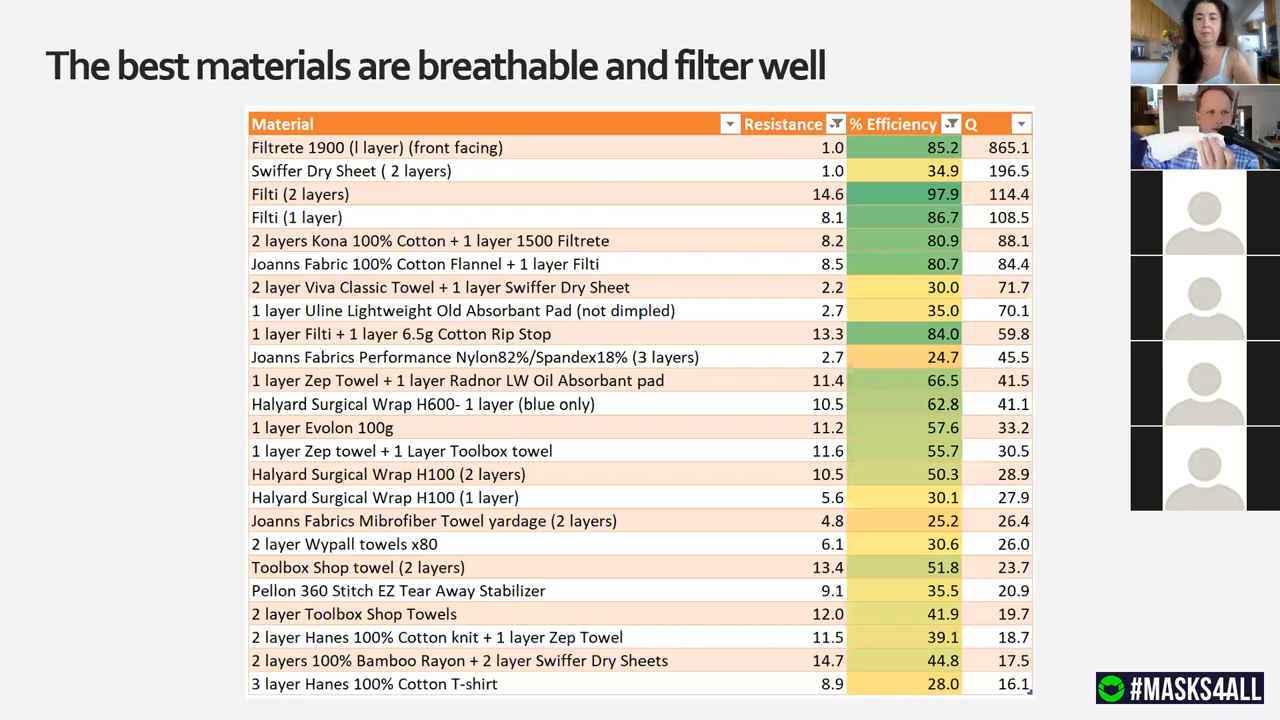 The best materials are breathable and filter well
Material Resistance % Efficiency Q
Filtrete 1900 (l layer) (front facing) 1.0 85.2 865.1
Swiffer Dry Sheet ( 2 layers) 1.0 34.9 196.5
Filti (2 layers) 14.6 97.9 114.4
Filti (1 layer) 8.1 86.7 108.5
2 layers Kona 100% Cotton + 1 layer 1500 Filtrete 8.2 80.9 88.1
Joanns Fabric 100% Cotton Flannel + 1 layer Filti 8.5 80.7 84.4
2 layer Viva Classic Towel + 1 layer Swiffer Dry Sheet 2.2 30.0 71.7
1 layer Uline Lightweight Old Absorbant Pad (not dimpled) 2.7 35.0 70.1
1 layer Filti + 1 layer 6.5g Cotton Rip Stop 13.3 84.0 59.8
Joanns Fabrics Performance Nylon82%/Spandex18% (3 layers) 2.7 24.7 45.5
1 layer Zep Towel + 1 layer Radnor LW Oil Absorbant pad 11.4 66.5 41.5
Halyard Surgical Wrap H600- 1 layer (blue only) 10.5 62.8 41.1
1 layer Evolon 100g 11.2 57.6 33.2
1 layer Zep towel + 1 Layer Toolbox towel 11.6 55.7 30.5
Halyard Surgical Wrap H100 (2 layers) 10.5 50.3 28.9
Halyard Surgical Wrap H100 (1 layer) 5.6 30.1 27.9
Joanns Fabrics Mibrofiber Towel yardage (2 layers) 4.8 25.2 26.4
2 layer Wypall towels x80 6.1 30.6 26.0
Toolbox Shop towel (2 layers) 13.4 51.8 23.7
Pellon 360 Stitch EZ Tear Away Stabilizer 9.1 35.5 20.9
2 layer Toolbox Shop Towels 12.0 41.9 19.7
2 layer Hanes 100% Cotton knit + 1 layer Zep Towel 11.5 39.1 18.7
2 layers 100% Bamboo Rayon + 2 layer Swiffer Dry Sheets 14.7 44.8 17.5
3 layer Hanes 100% Cotton T-shirt 8.9 28.0 16.1
#MASKS4ALL